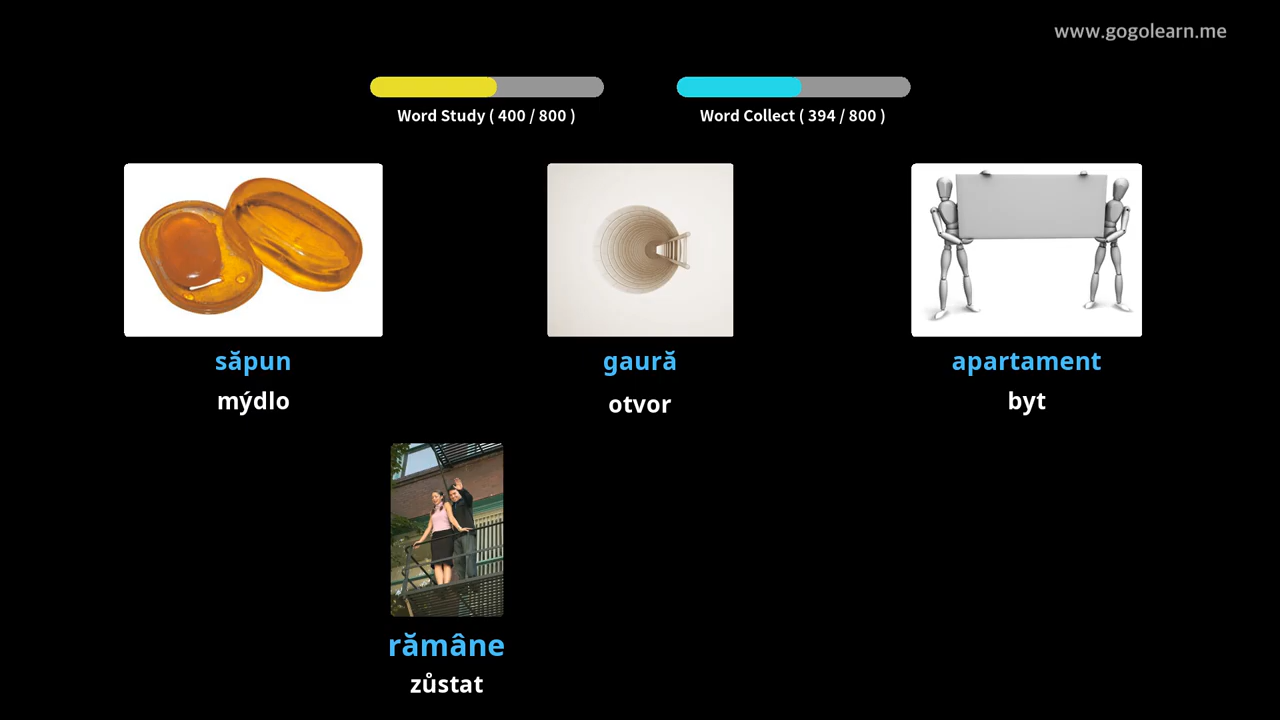 www.gogolearn.me
Word Study ( 400 / 800 )
Word Collect ( 394 / 800 )
săpun
mýdlo
gaură
otvor
apartament
byt
rămâne
zůstat